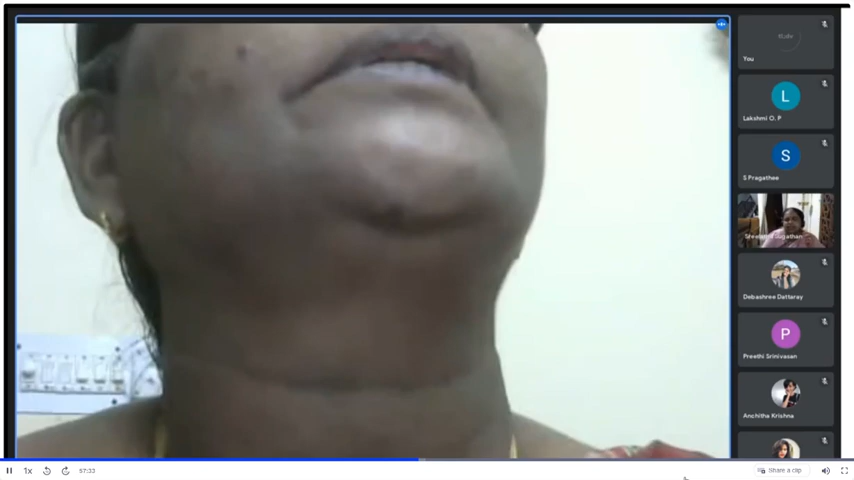 You
L
Lakshmi O. P
S
S Pragathee
Debashree Dattaray
P
Preethi Srinivasan
Anchitha Krishna
1x
57:33
Share a clip